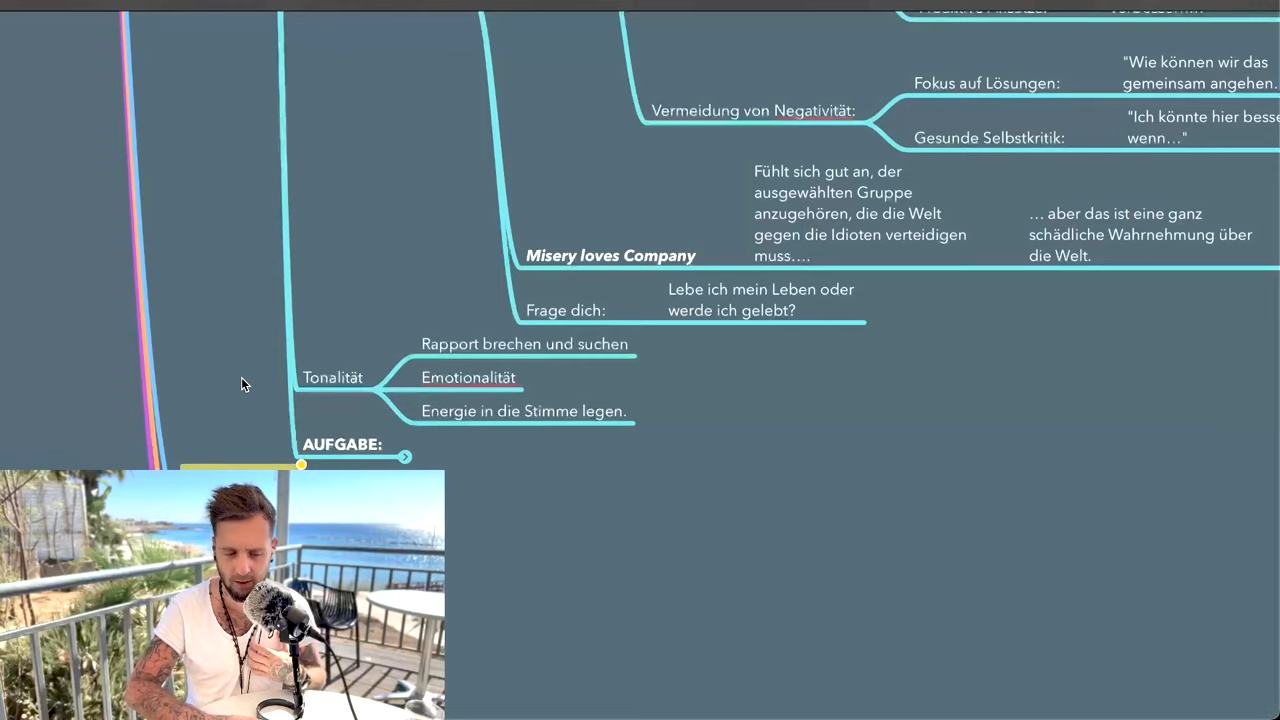 "Wie können wir das
gemeinsam angehen.
Fokus auf Lösungen:
Vermeidung von Negativität:
"Ich könnte hier
wenn…"
Gesunde Selbstkritik:
Fühlt sich gut an, der
ausgewählten Gruppe
anzugehören, die die Welt
gegen die Idioten verteidigen
muss….
… aber das ist eine ganz
schädliche Wahrnehmung über
die Welt.
Misery loves Company
Lebe ich mein Leben oder
werde ich gelebt?
Frage dich:
Rapport brechen und suchen
Tonalität
Emotionalität
Energie in die Stimme legen.
AUFGABE: